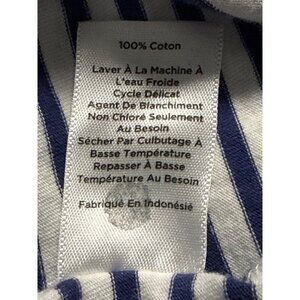 100% Coton
Laver À La Machine À
L'eau Froide
Cycle Délicat
Agent De Blanchiment
Non Chloré Seulement
Au Besoin
Sécher Par Culbutage À
Basse Température
Repasser À Basse
Température Au Besoin
Fabriqué En Indonésié